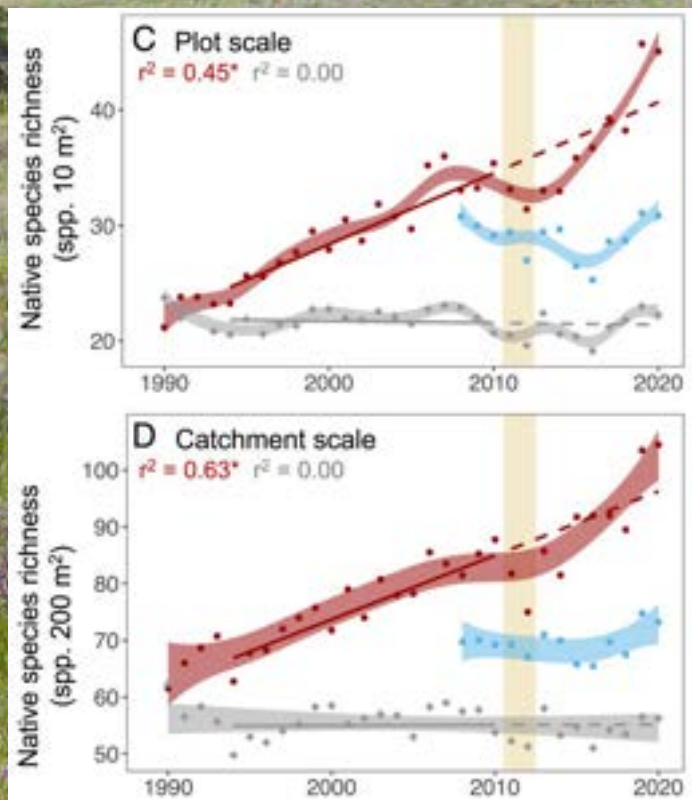 C Plot scale
r² = 0.45* r² = 0.00
Native species richness
(spp. 10 m²)
40
30
20
1990 2000 2010 2020
D Catchment scale
r² = 0.63* r² = 0.00
Native species richness
(spp. 200 m²)
100
90
80
70
60
50
1990 2000 2010 2020